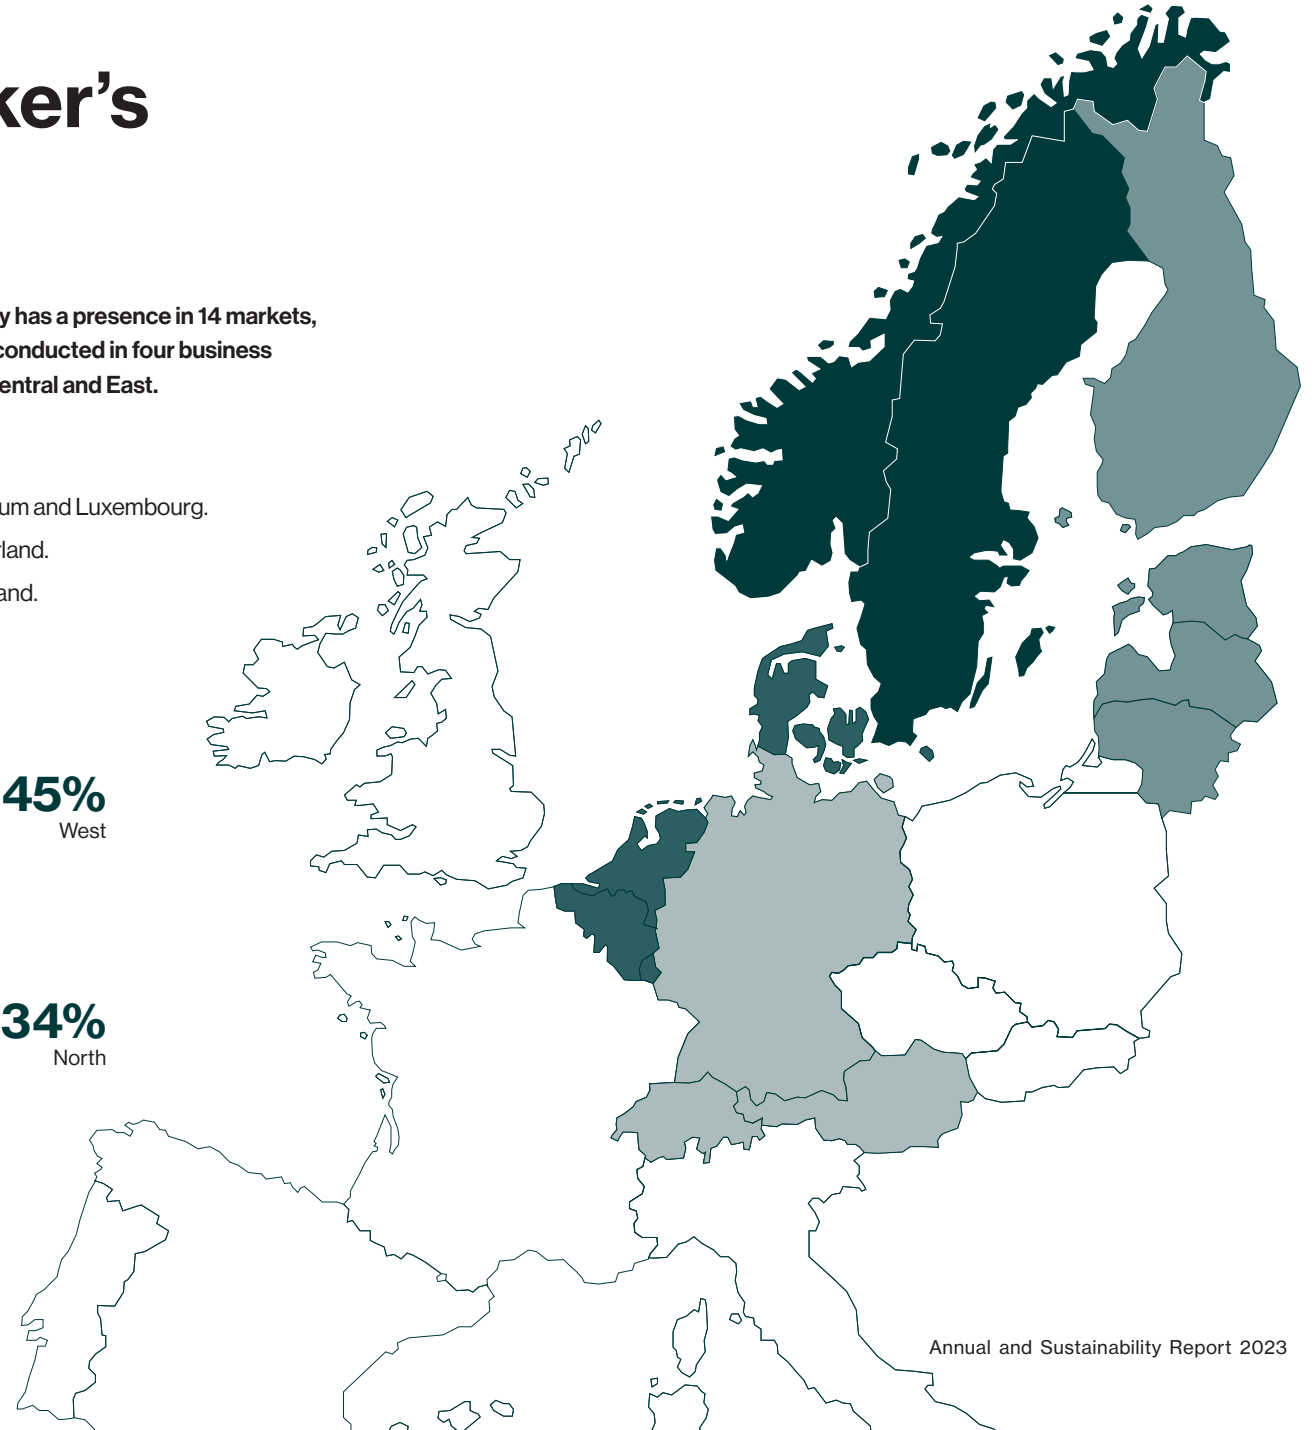 ker’s
y has a presence in 14 markets,
conducted in four business
entral and East.
um and Luxembourg.
land.
and.
45%
West
34%
North
Annual and Sustainability Report 2023